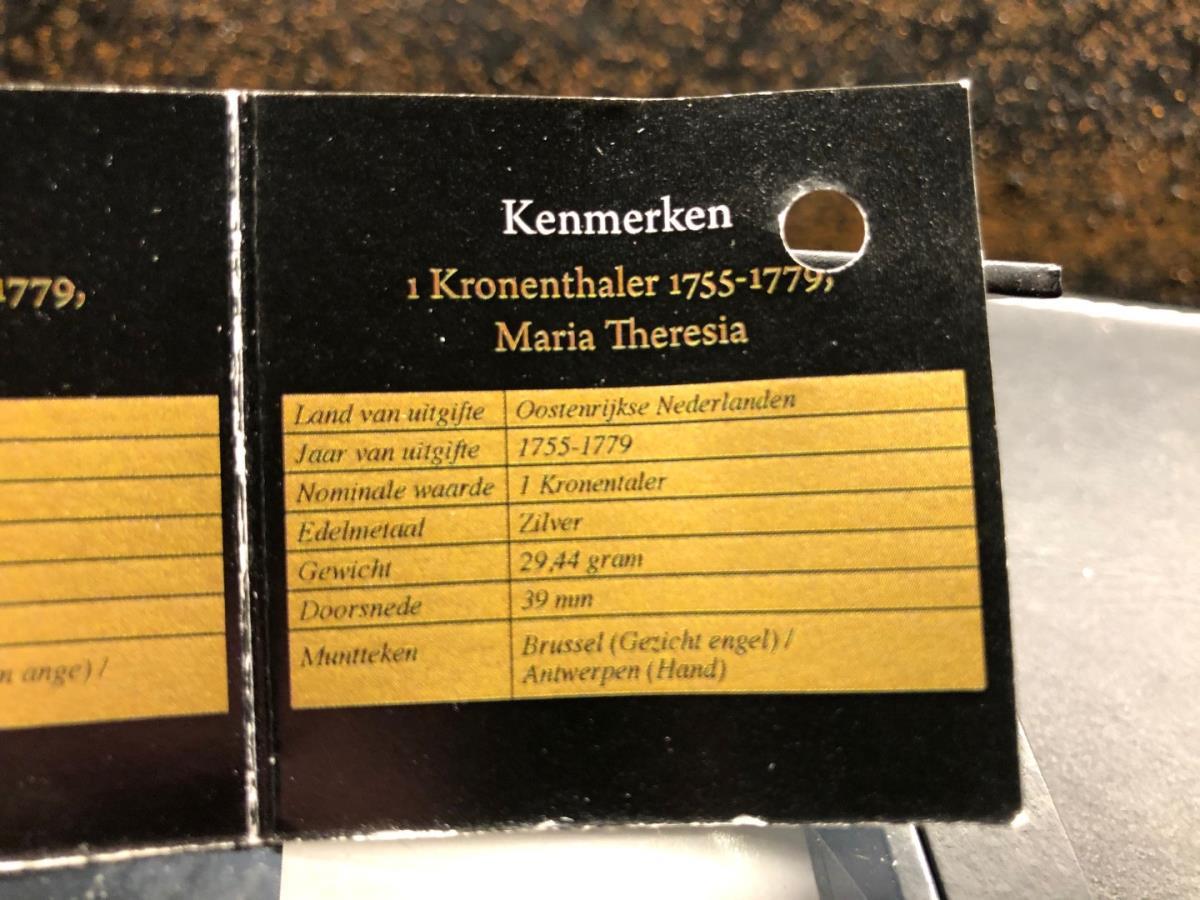 1779,
n ange) /
Kenmerken
1 Kronenthaler 1755-1779,
Maria Theresia
Land van uitgifte Oostenrijkse Nederlanden
Jaar van uitgifte 1755-1779
Nominale waarde 1 Kronentaler
Edelmetaal Zilver
Gewicht 29,44 gram
Doorsnede 39 mm
Muntteken Brussel (Gezicht engel) /
Antwerpen (Hand)